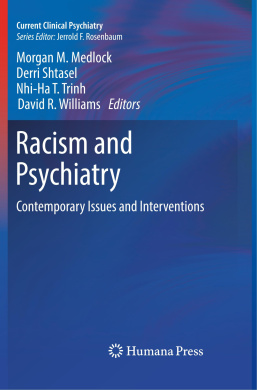 Current Clinical Psychiatry
Series Editor: Jerrold F. Rosenbaum
Morgan M. Medlock
Derri Shtasel
Nhi-Ha T. Trinh
David R. Williams Editors
Racism and
Psychiatry
Contemporary Issues and Interventions
Humana Press